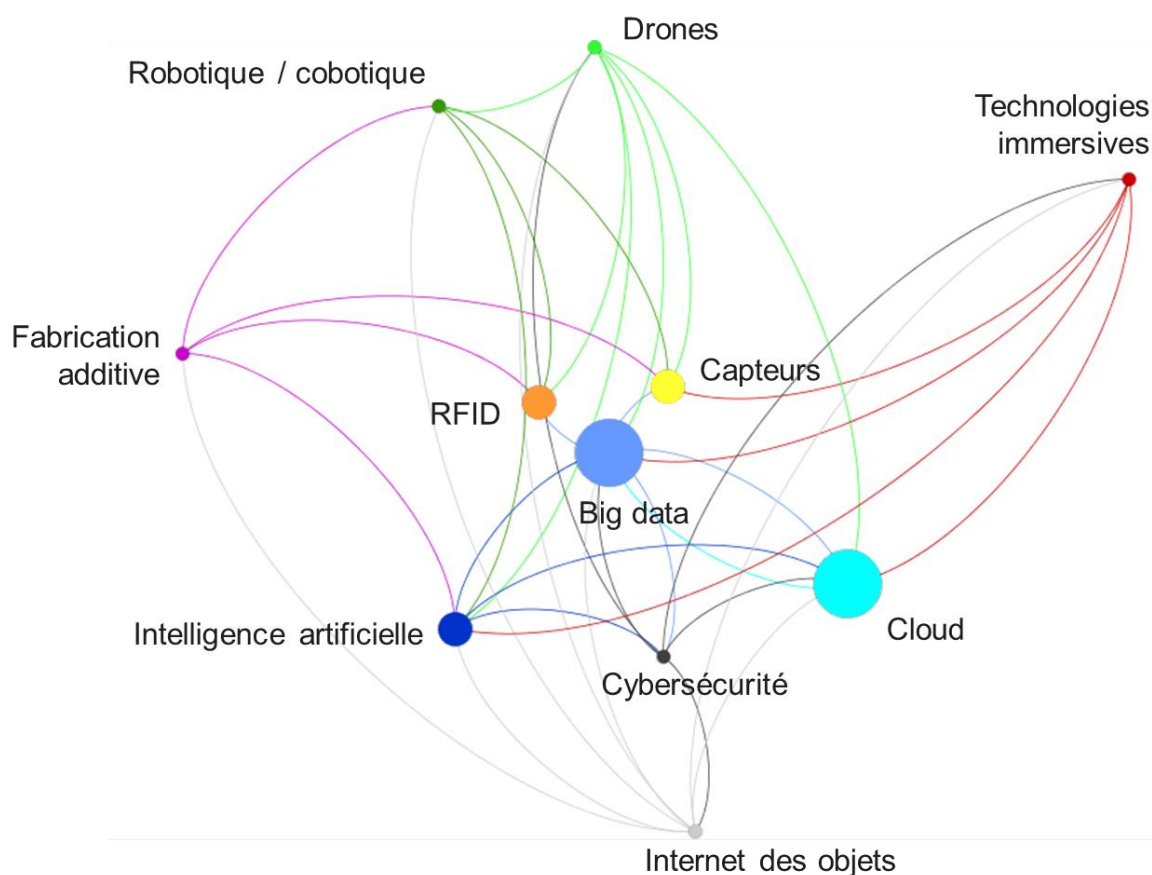 Drones
Robotique / cobotique
Technologies
immersives
Fabrication
additive
Capteurs
RFID
Big data
Intelligence artificielle
Cloud
Cybersécurité
Internet des objets